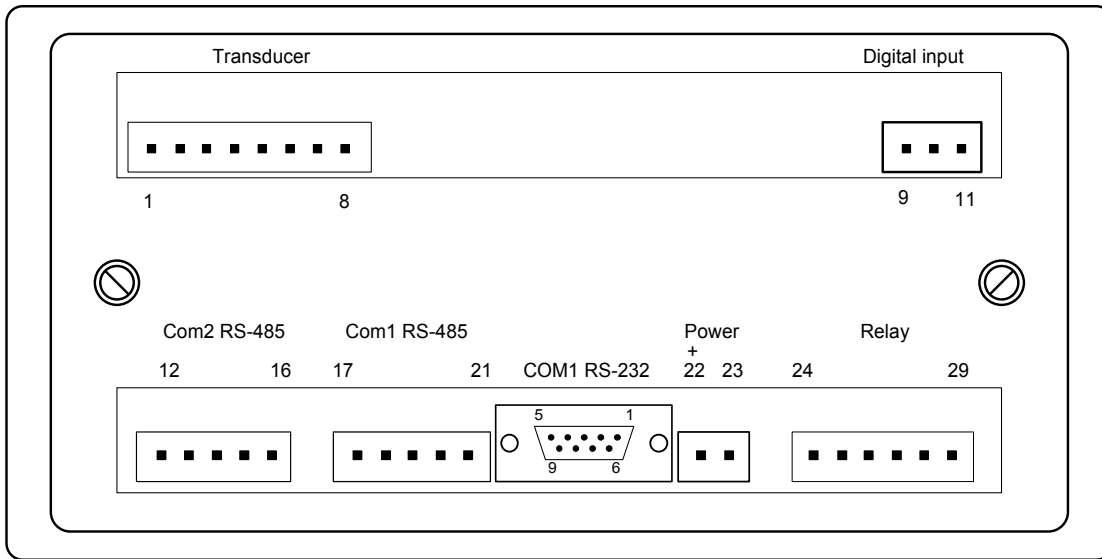 Transducer Digital input
1 8 9 11
Com2 RS-485 Com1 RS-485 Power Relay
+
12 16 17 21 COM1 RS-232 22 23 24 29
5 1
9 6